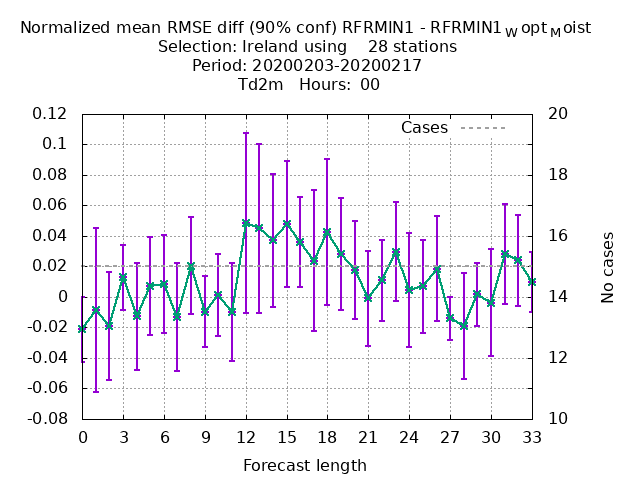 Normalized mean RMSE diff (90% conf) RFRMIN1 - RFRMIN1WoptMoist
Selection: Ireland using 28 stations
Period: 20200203-20200217
Td2m Hours: 00
Cases
0.12
0.1
0.08
0.06
0.04
0.02
0
-0.02
-0.04
-0.06
-0.08
20
18
16
14
12
10
No cases
0 3 6 9 12 15 18 21 24 27 30 33
Forecast length